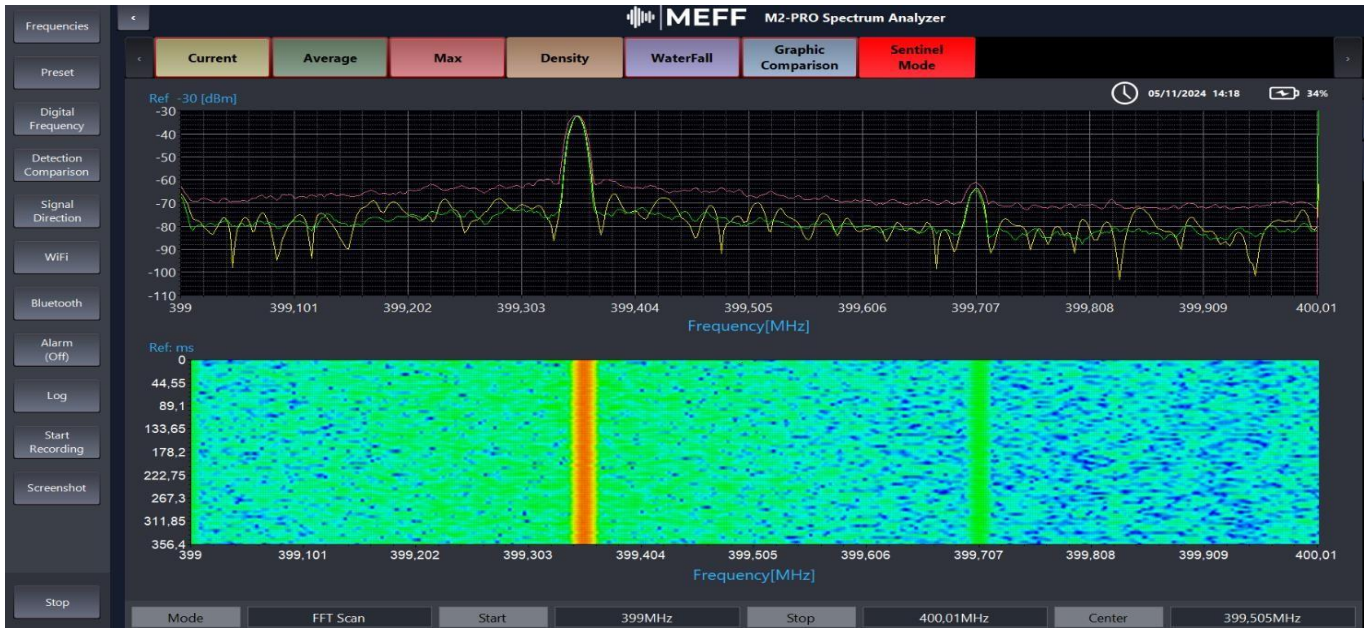 Frequencies
Preset
Digital
Frequency
Detection
Comparison
Signal
Direction
WiFi
Bluetooth
Alarm
(Off)
Log
Start
Recording
Screenshot
Stop
MEFF M2-PRO Spectrum Analyzer
Current Average Max Density WaterFall Graphic Comparison Sentinel Mode
05/11/2024 14:18 34%
Ref -30 [dBm]
-30
-40
-50
-60
-70
-80
-90
-100
-110
399 399,101 399,202 399,303 399,404 399,505 399,606 399,707 399,808 399,909 400,01
Frequency[MHz]
Ref: ms
0
44,55
89,1
133,65
178,2
222,75
267,3
311,85
356,4
399 399,101 399,202 399,303 399,404 399,505 399,606 399,707 399,808 399,909 400,01
Frequency[MHz]
Mode FFT Scan Start 399MHz Stop 400,01MHz Center 399,505MHz